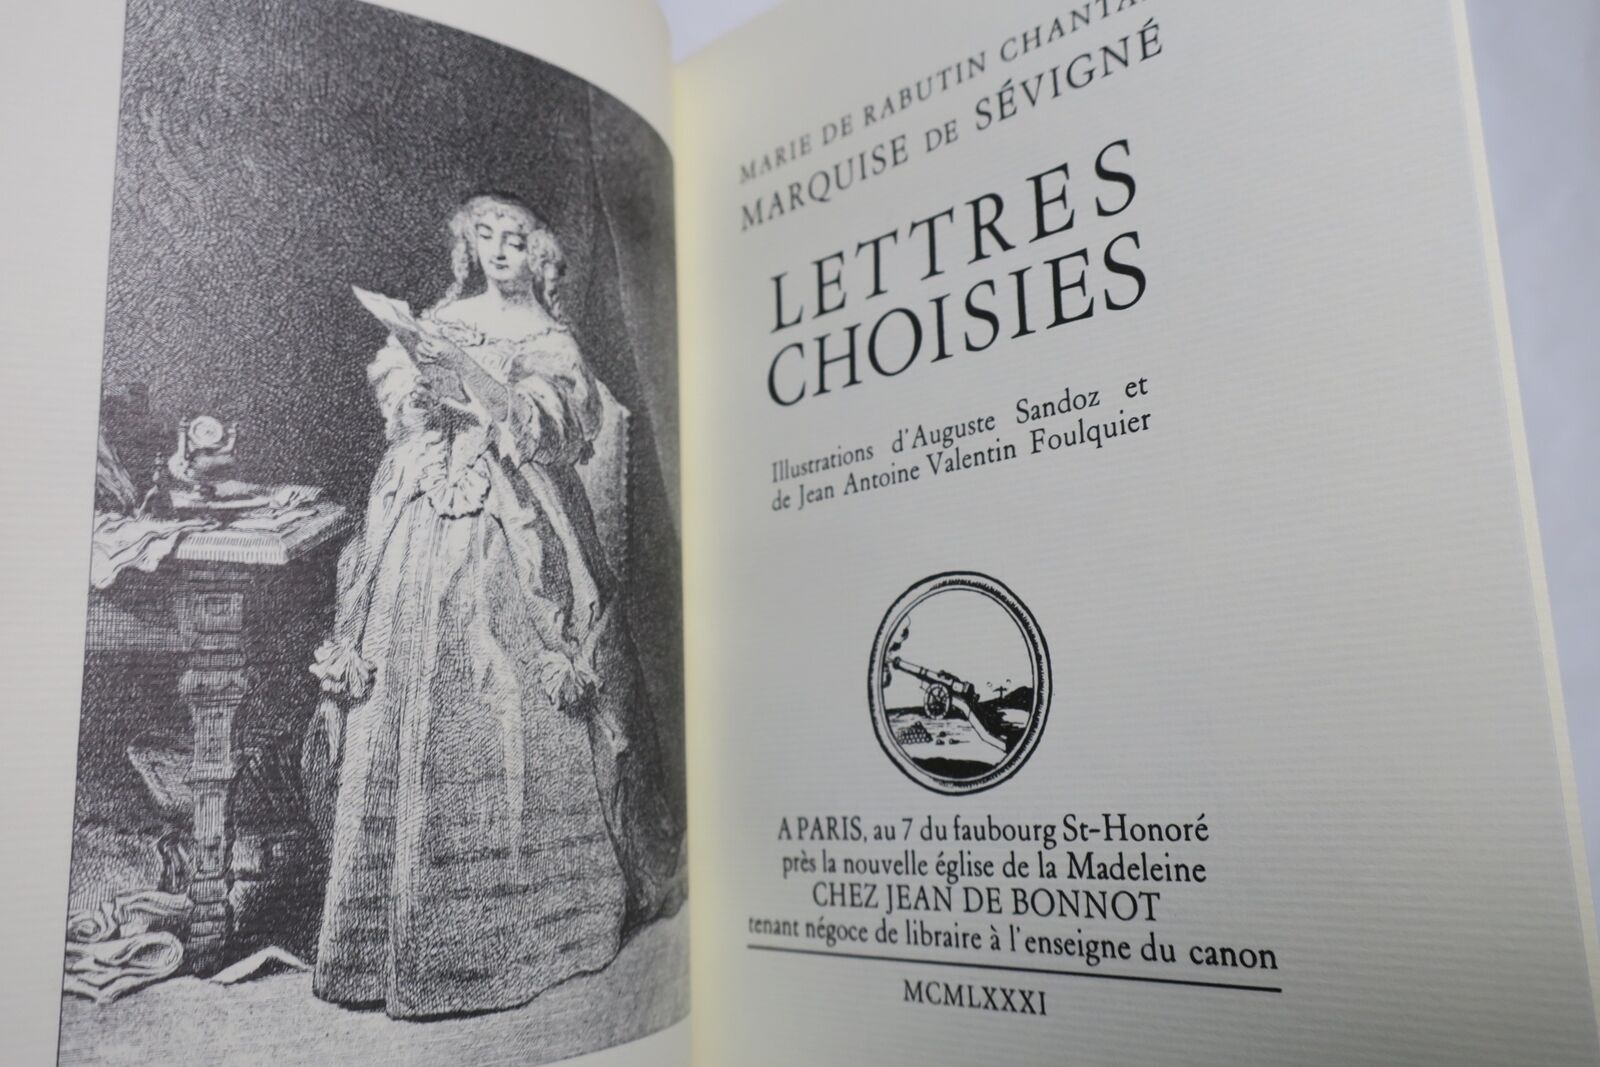 MARIE DE RABUTIN
MARQUISE DE SÉVIGNÉ
LETTRES
CHOISIES
Illustrations d'Auguste Sandoz et
de Jean Antoine Valentin Foulquier
A PARIS, au 7 du faubourg St-Honoré
près la nouvelle église de la Madeleine
CHEZ JEAN DE BONNOT
tenant négoce de libraire à l'enseigne du canon
MCMLXXXI